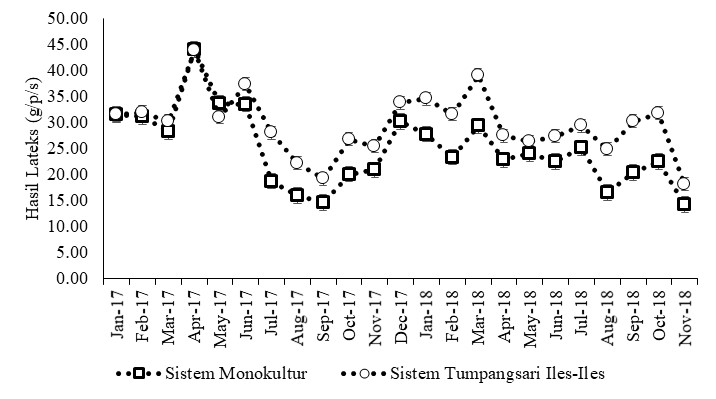 Hasil Lateks (g/p/s)
50.00
45.00
40.00
35.00
30.00
25.00
20.00
15.00
10.00
5.00
0.00
Jan-17
Feb-17
Mar-17
Apr-17
May-17
Jun-17
Jul-17
Aug-17
Sep-17
Oct-17
Nov-17
Dec-17
Jan-18
Feb-18
Mar-18
Apr-18
May-18
Jun-18
Jul-18
Aug-18
Sep-18
Oct-18
Nov-18
Sistem Monokultur
Sistem Tumpangsari Iles-Iles